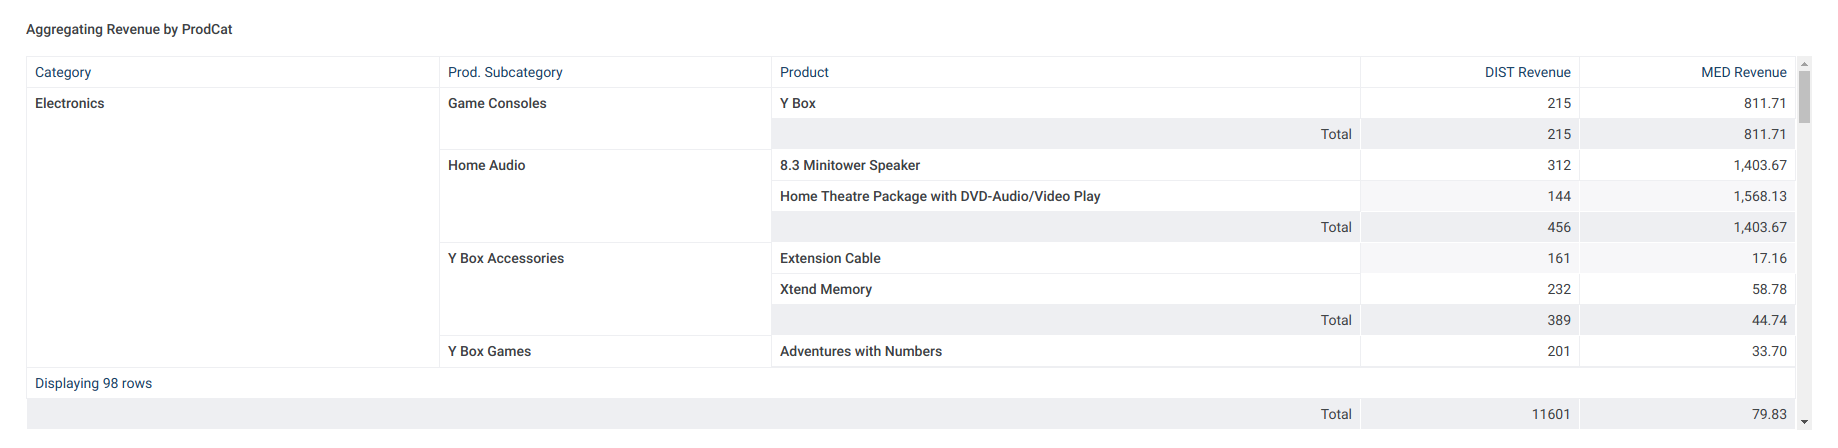 Aggregating Revenue by ProdCat
Category Prod. Subcategory Product DIST Revenue MED Revenue
Electronics Game Consoles Y Box 215 811.71
Total 215 811.71
Home Audio 8.3 Minitower Speaker 312 1,403.67
Home Theatre Package with DVD-Audio/Video Play 144 1,568.13
Total 456 1,403.67
Y Box Accessories Extension Cable 161 17.16
Xtend Memory 232 58.78
Total 389 44.74
Y Box Games Adventures with Numbers 201 33.70
Displaying 98 rows
Total 11601 79.83